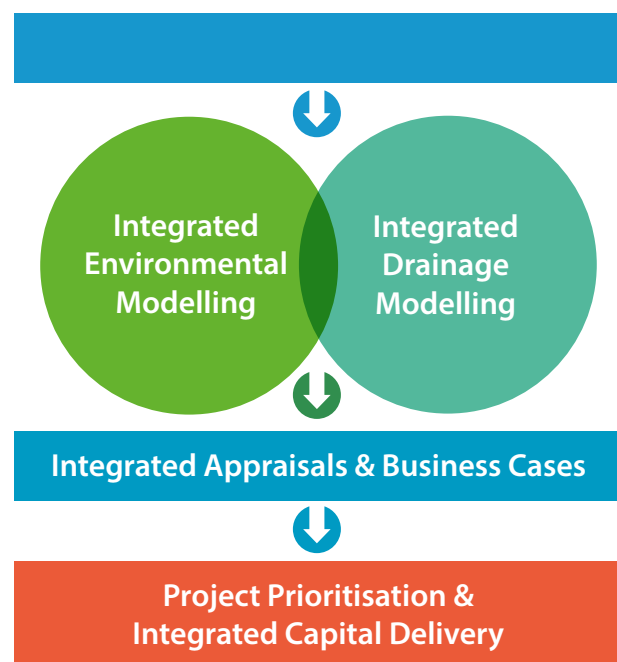 Integrated
Environmental
Modelling
Integrated
Drainage
Modelling
Integrated Appraisals & Business Cases
Project Prioritisation &
Integrated Capital Delivery